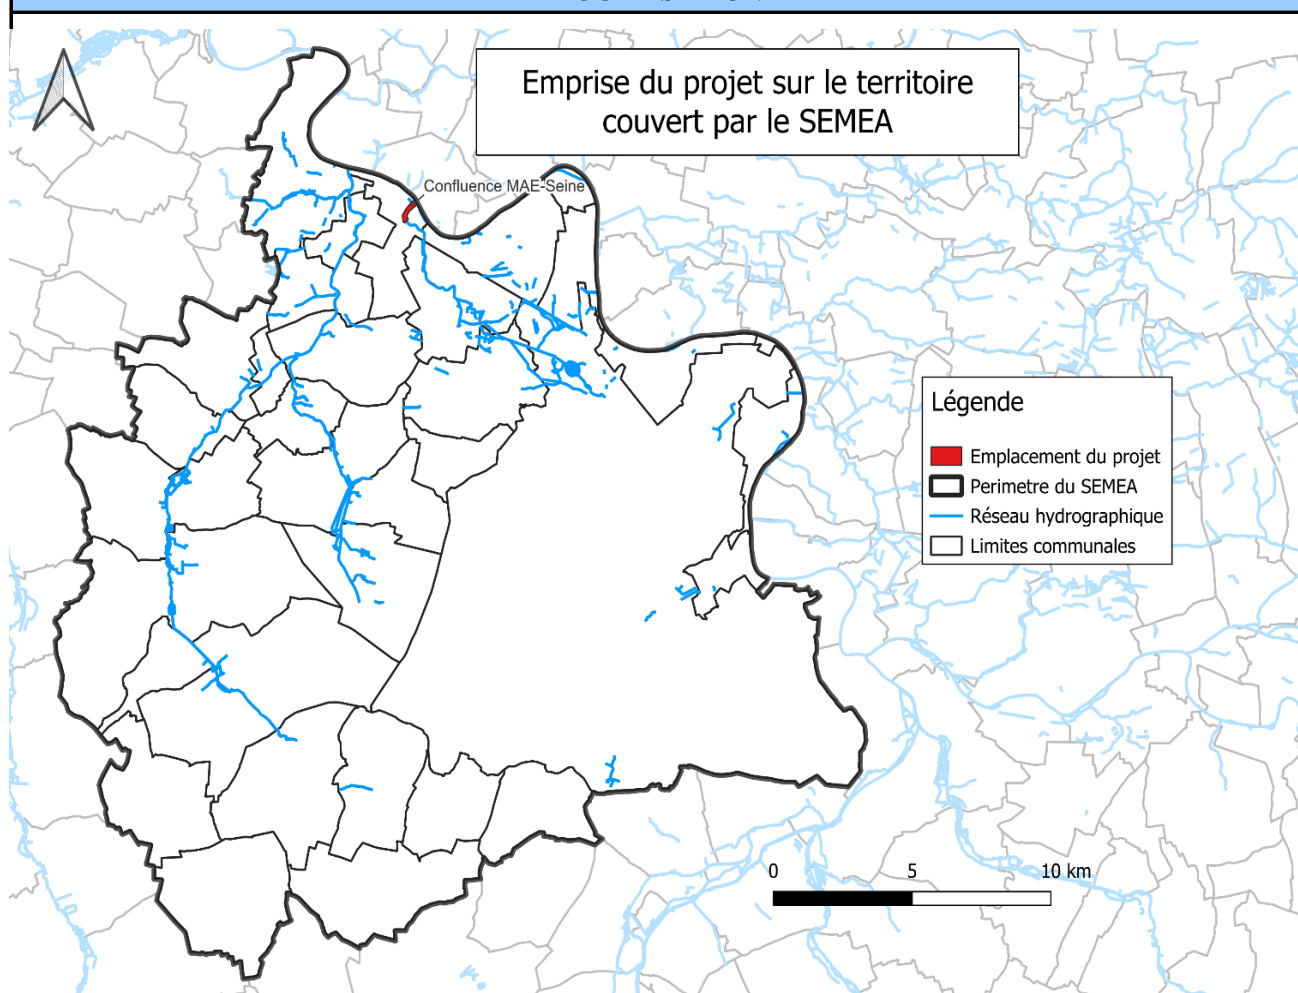 Emprise du projet sur le territoire
couvert par le SEMEA
Confluence MAE-Seine
Légende
Emplacement du projet
Perimetre du SEMEA
Réseau hydrographique
Limites communales
0 5 10 km